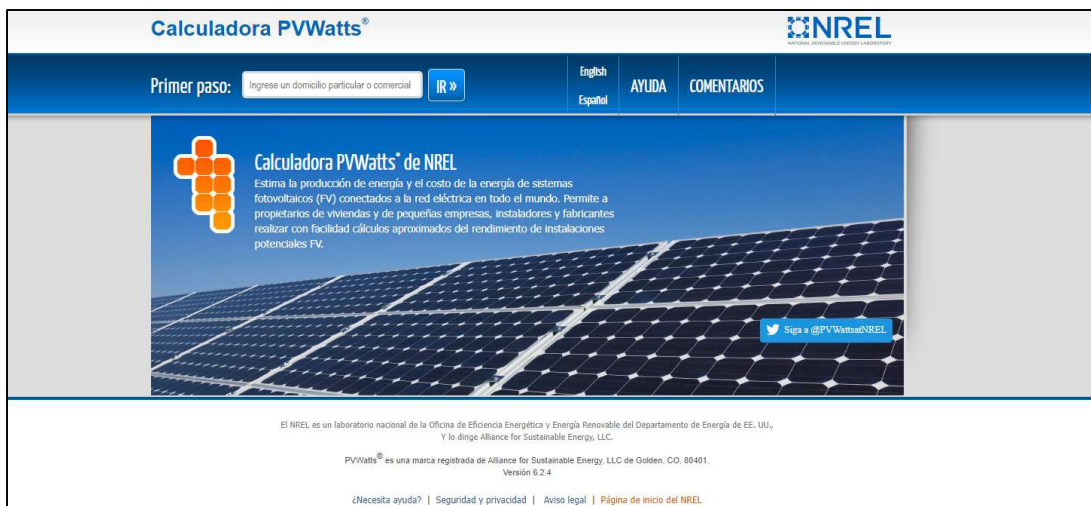 Calculadora PVWatts®
NREL
NATIONAL RENEWABLE ENERGY LABORATORY
Primer paso:
Ingrese un domicilio particular o comercial
IR »
English
Español
AYUDA
COMENTARIOS
Calculadora PVWatts® de NREL
Estima la producción de energía y el costo de la energía de sistemas
fotovoltaicos (FV) conectados a la red eléctrica en todo el mundo. Permite a
propietarios de viviendas y de pequeñas empresas, instaladores y fabricantes
realizar con facilidad cálculos aproximados del rendimiento de instalaciones
potenciales FV.
Siga a @PVWattsatNREL
El NREL es un laboratorio nacional de la Oficina de Eficiencia Energética y Energía Renovable del Departamento de Energía de EE. UU.,
Y lo dirige Alliance for Sustainable Energy, LLC.
PVWatts® es una marca registrada de Alliance for Sustainable Energy, LLC de Golden, CO, 80401.
Versión 6.2.4
¿Necesita ayuda? | Seguridad y privacidad | Aviso legal | Página de inicio del NREL